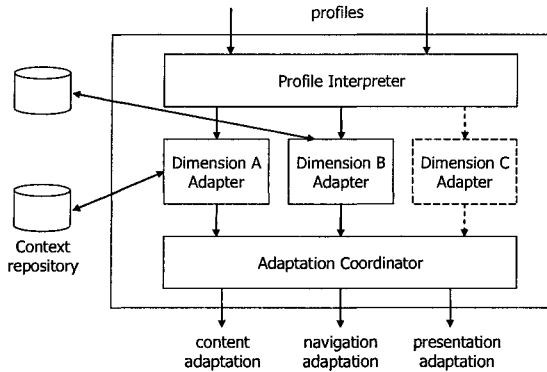 profiles
Profile Interpreter
Dimension A
Adapter
Dimension B
Adapter
Dimension C
Adapter
Context
repository
Adaptation Coordinator
content
adaptation
navigation
adaptation
presentation
adaptation